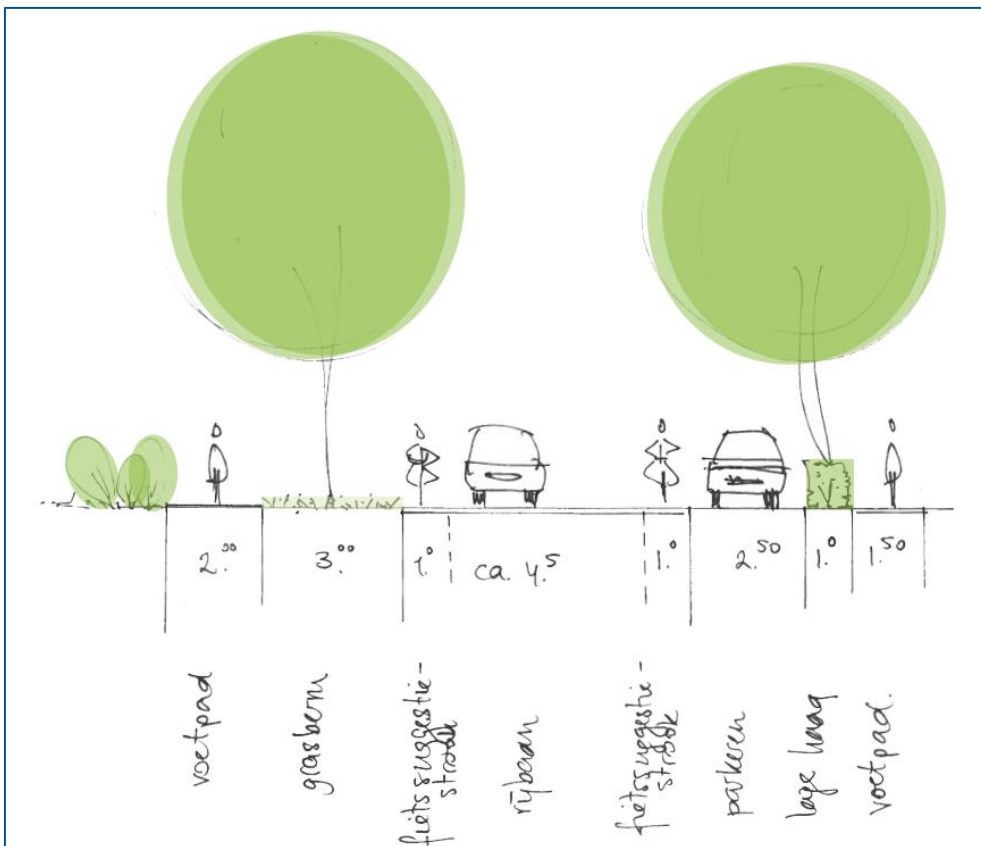 2.00
3.00
1.0
ca. 4.5
1.0
2.50
1.0
1.50
voetpad
grasberm
fietssuggestie-
strook
rijbaan
fietssuggestie-
strook
parkeren
lage haag
voetpad.